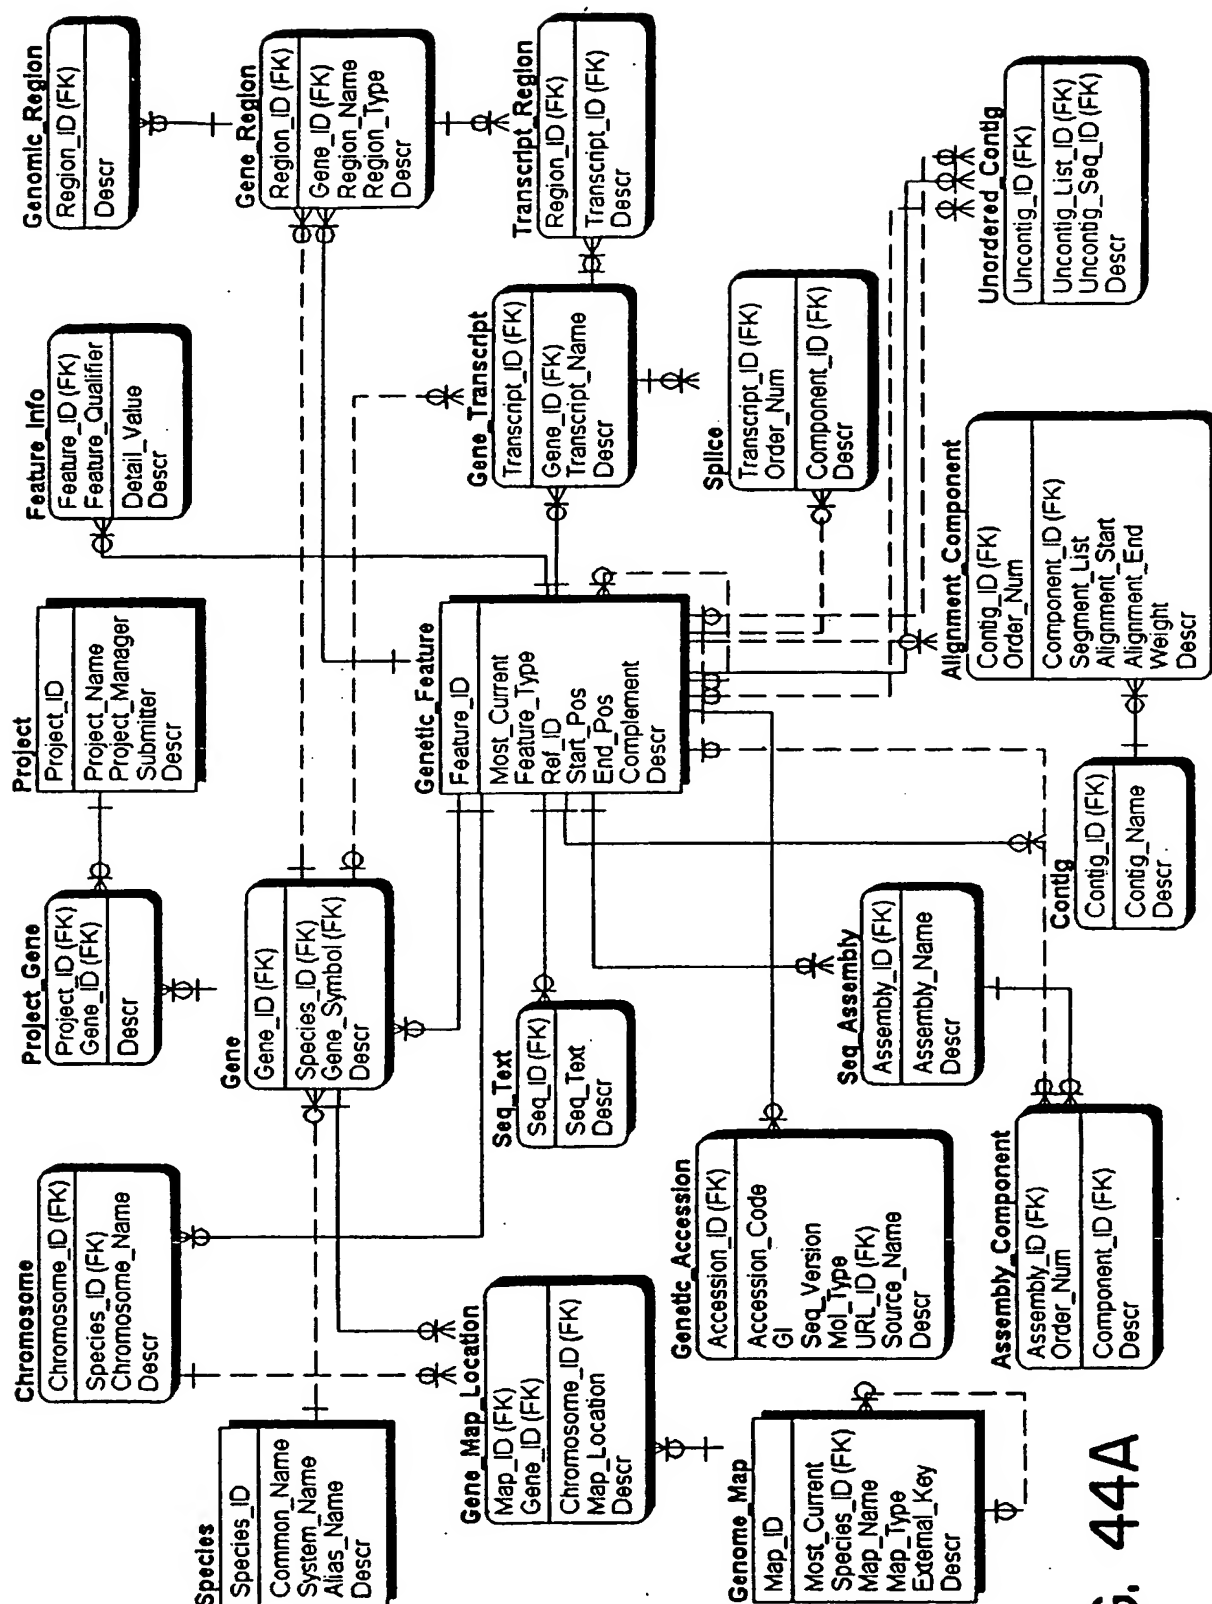 Species
Species_ID
Common_Name
System_Name
Alias_Name
Descr
Chromosome
Chromosome_ID (FK)
Species_ID (FK)
Chromosome_Name
Descr
Project_Gene
Project_ID (FK)
Gene_ID (FK)
Descr
Project
Project_ID
Project_Name
Project_Manager
Submitter
Descr
Feature_Info
Feature_ID (FK)
Feature_Qualifier
Detail_Value
Descr
Genomic_Region
Region_ID (FK)
Descr
Gene
Gene_ID (FK)
Species_ID (FK)
Gene_Symbol (FK)
Descr
Gene_Region
Region_ID (FK)
Gene_ID (FK)
Region_Name
Region_Type
Descr
Gene_Map_Location
Map_ID (FK)
Gene_ID (FK)
Chromosome_ID (FK)
Map_Location
Descr
Seq_Text
Seq_ID (FK)
Seq_Text
Descr
Genetic_Feature
Feature_ID
Most_Current
Feature_Type
Ref_ID
Start_Pos
End_Pos
Complement
Descr
Gene_Transcript
Transcript_ID (FK)
Gene_ID (FK)
Transcript_Name
Descr
Transcript_Region
Region_ID (FK)
Transcript_ID (FK)
Descr
Genome_Map
Map_ID
Most_Current
Species_ID (FK)
Map_Name
Map_Type
External_Key
Descr
Genetic_Accession
Accession_ID (FK)
Accession_Code
GI
Seq_Version
Mol_Type
URL_ID (FK)
Source_Name
Descr
Splice
Transcript_ID (FK)
Order_Num
Component_ID (FK)
Descr
Seq_Assembly
Assembly_ID (FK)
Assembly_Name
Descr
Assembly_Component
Assembly_ID (FK)
Order_Num
Component_ID (FK)
Descr
Contig
Contig_ID (FK)
Contig_Name
Descr
Alignment_Component
Contig_ID (FK)
Order_Num
Component_ID (FK)
Segment_List
Alignment_Start
Alignment_End
Weight
Descr
Unordered_Contig
Uncontig_ID (FK)
Uncontig_List_ID (FK)
Uncontig_Seq_ID (FK)
Descr
G. 44A